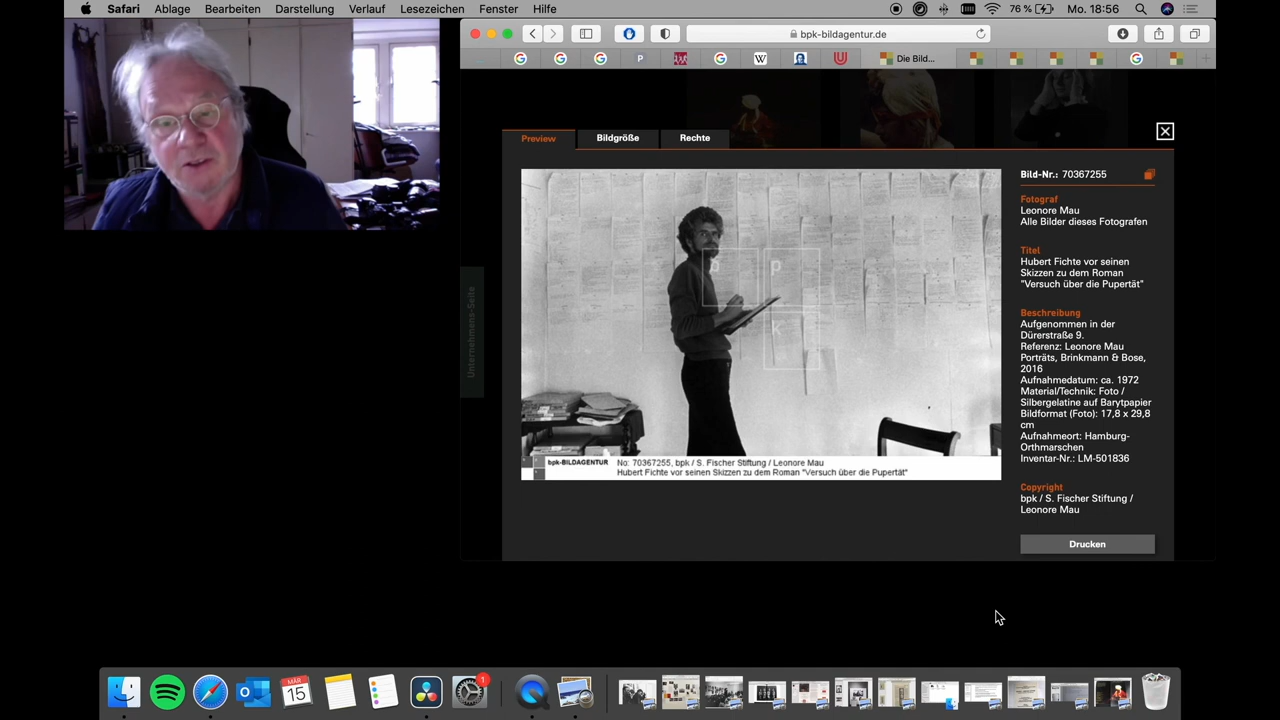 Safari Ablage Bearbeiten Darstellung Verlauf Lesezeichen Fenster Hilfe
76 % Mo. 18:56
bpk-bildagentur.de
Die Bild...
Unternehmans-Seite
Preview Bildgröße Rechte
b p
K
bpk-BILDAGENTUR
No: 70367255, bpk / S. Fischer Stiftung / Leonore Mau
Hubert Fichte vor seinen Skizzen zu dem Roman "Versuch über die Pupertät"
Bild-Nr.: 70367255
Fotograf
Leonore Mau
Alle Bilder dieses Fotografen
Titel
Hubert Fichte vor seinen
Skizzen zu dem Roman
"Versuch über die Pupertät"
Beschreibung
Aufgenommen in der
Dürerstraße 9.
Referenz: Leonore Mau
Porträts, Brinkmann & Bose,
2016
Aufnahmedatum: ca. 1972
Material/Technik: Foto /
Silbergelatine auf Barytpapier
Bildformat (Foto): 17,8 x 29,8
cm
Aufnahmeort: Hamburg-
Orthmarschen
Inventar-Nr.: LM-501836
Copyright
bpk / S. Fischer Stiftung /
Leonore Mau
Drucken
MÄR
15
1